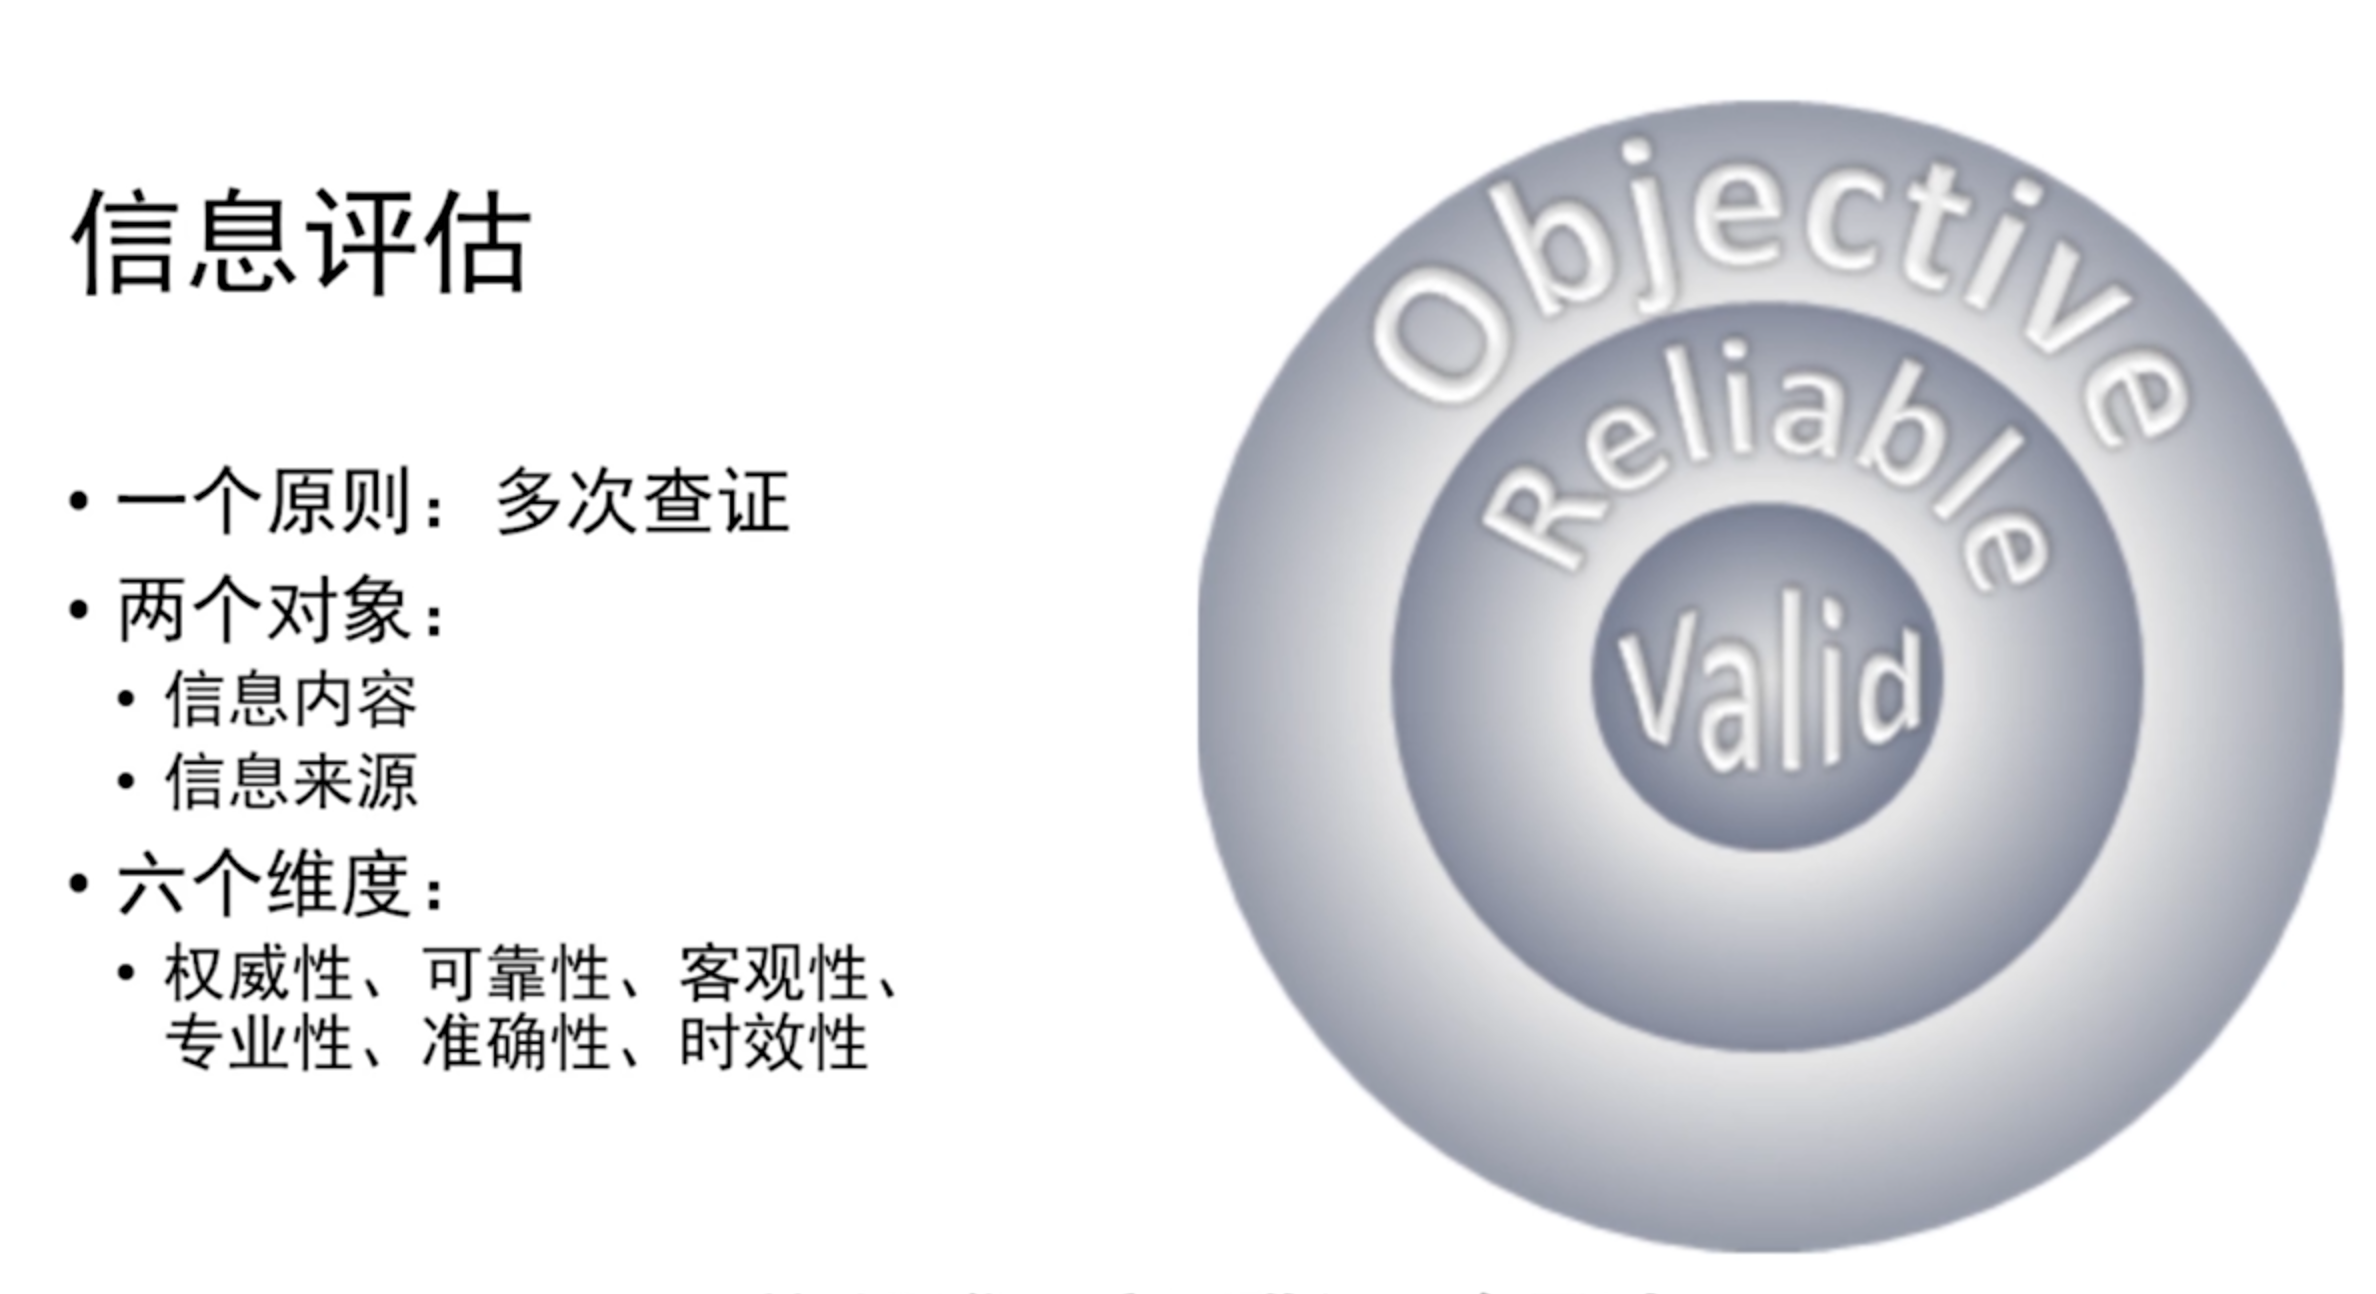 信息评估
• 一个原则：多次查证
• 两个对象：
• 信息内容
• 信息来源
• 六个维度：
• 权威性、可靠性、客观性、
专业性、准确性、时效性
Objective
Reliable
Valid